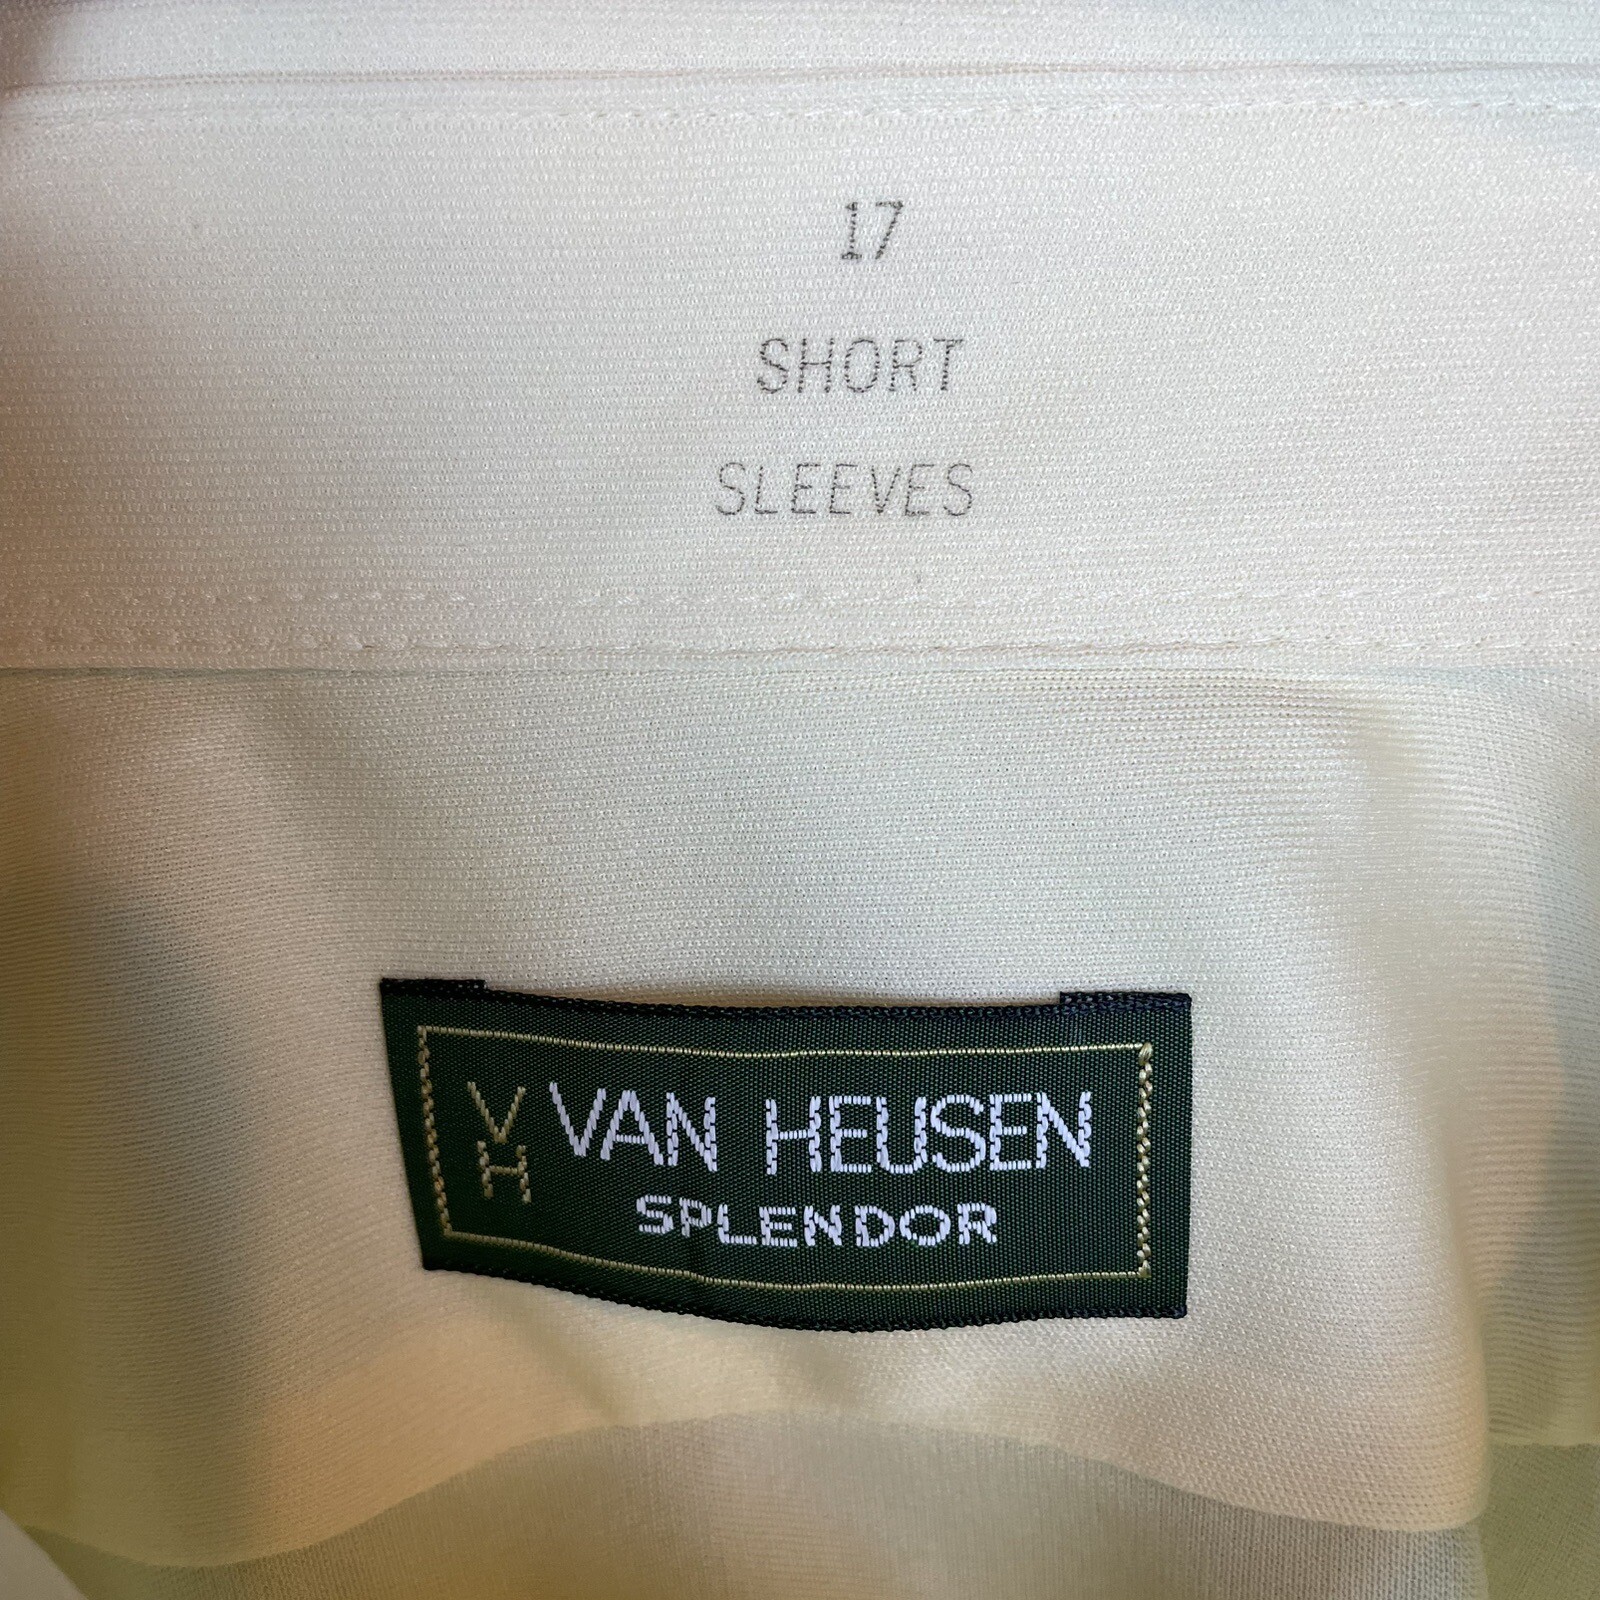 17
SHORT
SLEEVES
VH VAN HEUSEN
SPLENDOR